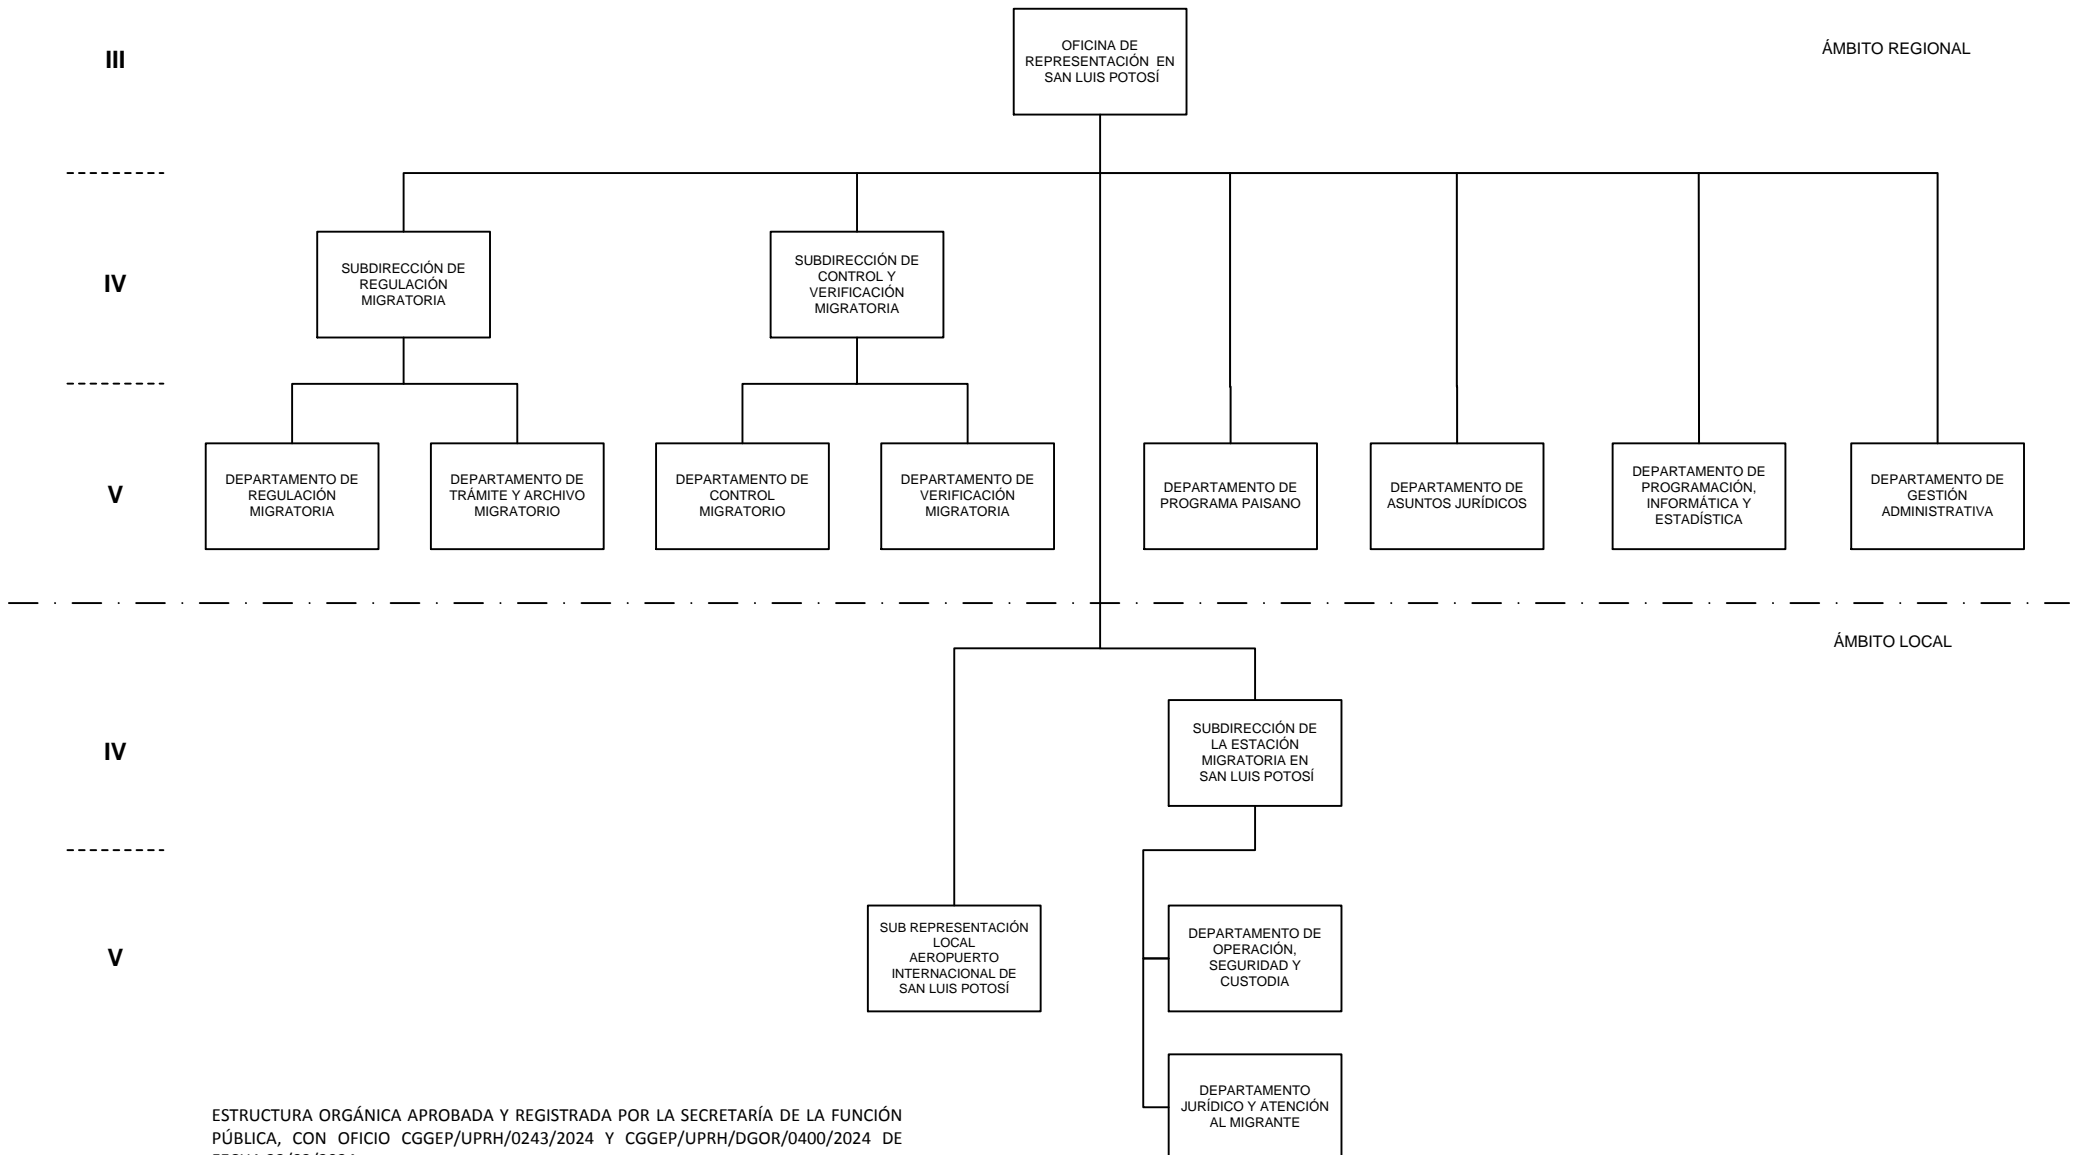 III
OFICINA DE
REPRESENTACIÓN EN
SAN LUIS POTOSÍ
ÁMBITO REGIONAL
IV
SUBDIRECCIÓN DE
REGULACIÓN
MIGRATORIA
SUBDIRECCIÓN DE
CONTROL Y
VERIFICACIÓN
MIGRATORIA
V
DEPARTAMENTO DE
REGULACIÓN
MIGRATORIA
DEPARTAMENTO DE
TRÁMITE Y ARCHIVO
MIGRATORIO
DEPARTAMENTO DE
CONTROL
MIGRATORIO
DEPARTAMENTO DE
VERIFICACIÓN
MIGRATORIA
DEPARTAMENTO DE
PROGRAMA PAISANO
DEPARTAMENTO DE
ASUNTOS JURÍDICOS
DEPARTAMENTO DE
PROGRAMACIÓN,
INFORMÁTICA Y
ESTADÍSTICA
DEPARTAMENTO DE
GESTIÓN
ADMINISTRATIVA
ÁMBITO LOCAL
IV
SUBDIRECCIÓN DE
LA ESTACIÓN
MIGRATORIA EN
SAN LUIS POTOSÍ
V
SUB REPRESENTACIÓN
LOCAL
AEROPUERTO
INTERNACIONAL DE
SAN LUIS POTOSÍ
DEPARTAMENTO DE
OPERACIÓN,
SEGURIDAD Y
CUSTODIA
DEPARTAMENTO
JURÍDICO Y ATENCIÓN
AL MIGRANTE
ESTRUCTURA ORGÁNICA APROBADA Y REGISTRADA POR LA SECRETARÍA DE LA FUNCIÓN
PÚBLICA, CON OFICIO CGGEP/UPRH/0243/2024 Y CGGEP/UPRH/DGOR/0400/2024 DE